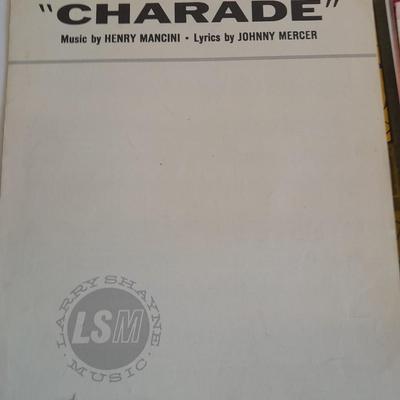 "CHARADE"
Music by HENRY MANCINI • Lyrics by JOHNNY MERCER
LARRY SHAYNE
LSM
• MUSIC •